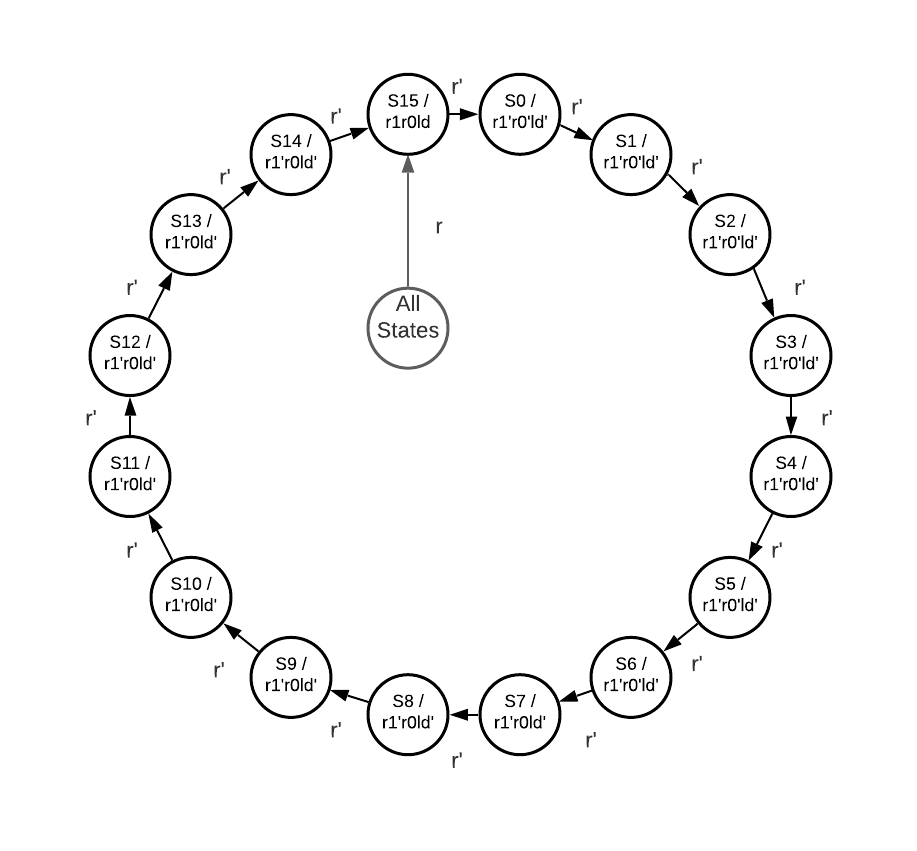 S15 /
r1r0ld
r'
S0 /
r1'r0'ld'
r'
S1 /
r1'r0'ld'
r'
S2 /
r1'r0'ld'
r'
S3 /
r1'r0'ld'
r'
S4 /
r1'r0'ld'
r'
S5 /
r1'r0'ld'
r'
S6 /
r1'r0'ld'
r'
S7 /
r1'r0ld'
r'
S8 /
r1'r0ld'
r'
S9 /
r1'r0ld'
r'
S10 /
r1'r0ld'
r'
S11 /
r1'r0ld'
r'
S12 /
r1'r0ld'
r'
S13 /
r1'r0ld'
r'
S14 /
r1'r0ld'
r'
r
All
States